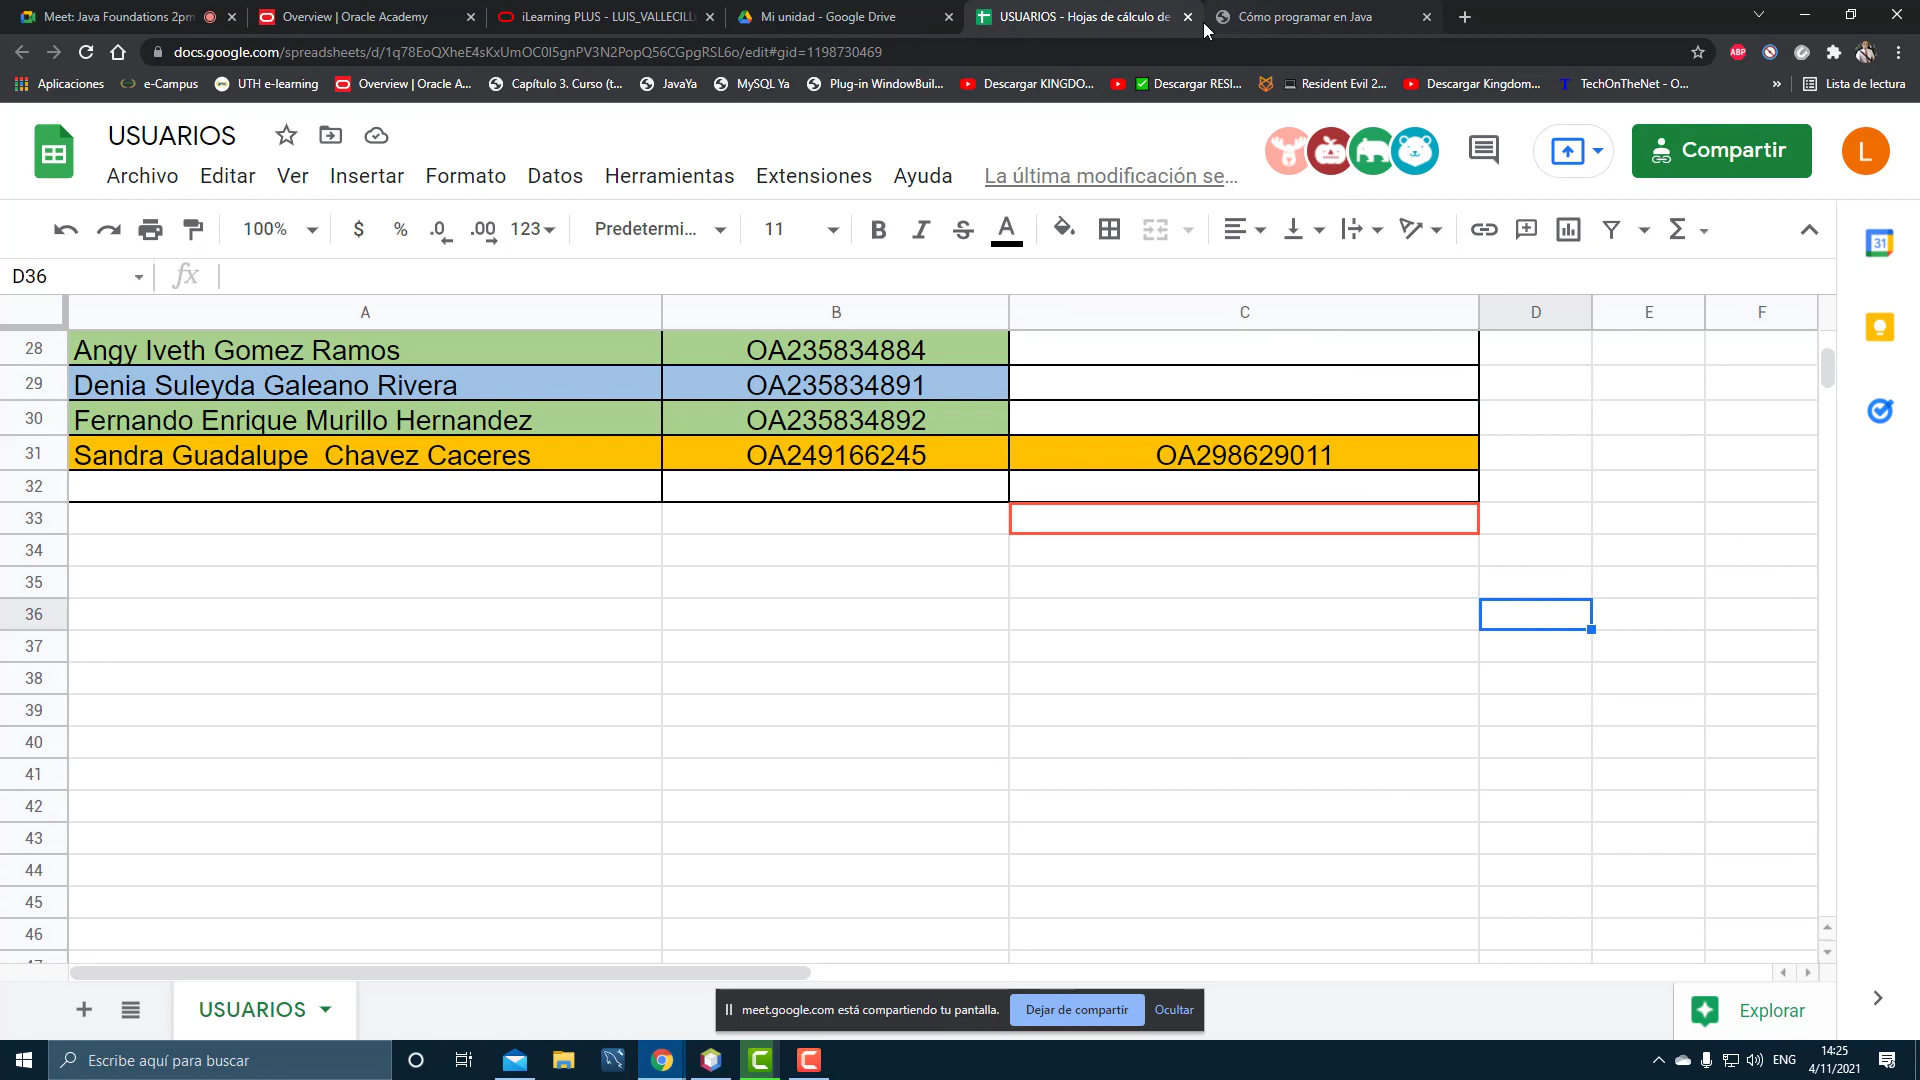 Meet: Java Foundations 2pm
Overview | Oracle Academy
iLearning PLUS - LUIS_VALLECILL
Mi unidad - Google Drive
USUARIOS - Hojas de cálculo de
Cómo programar en Java
docs.google.com/spreadsheets/d/1q78EoQXheE4sKxUmOC0I5gnPV3N2PopQ56CGpgRSL6o/edit#gid=1198730469
ABP
Aplicaciones
e-Campus
UTH e-learning
Overview | Oracle A...
Capítulo 3. Curso (t...
JavaYa
MySQL Ya
Plug-in WindowBuil...
Descargar KINGDO...
Descargar RESI...
Resident Evil 2...
Descargar Kingdom...
TechOnTheNet - O...
»
Lista de lectura
USUARIOS
Compartir
L
Archivo Editar Ver Insertar Formato Datos Herramientas Extensiones Ayuda La última modificación se...
100% $ % .0 .00 123 Predetermi... 11 B I S A Σ
31
D36 fx
A B C D E F
28 Angy Iveth Gomez Ramos OA235834884
29 Denia Suleyda Galeano Rivera OA235834891
30 Fernando Enrique Murillo Hernandez OA235834892
31 Sandra Guadalupe Chavez Caceres OA249166245 OA298629011
32
33
34
35
36
37
38
39
40
41
42
43
44
45
46
USUARIOS
meet.google.com está compartiendo tu pantalla.
Dejar de compartir
Ocultar
Explorar
Escribe aquí para buscar
ENG
14:25
4/11/2021